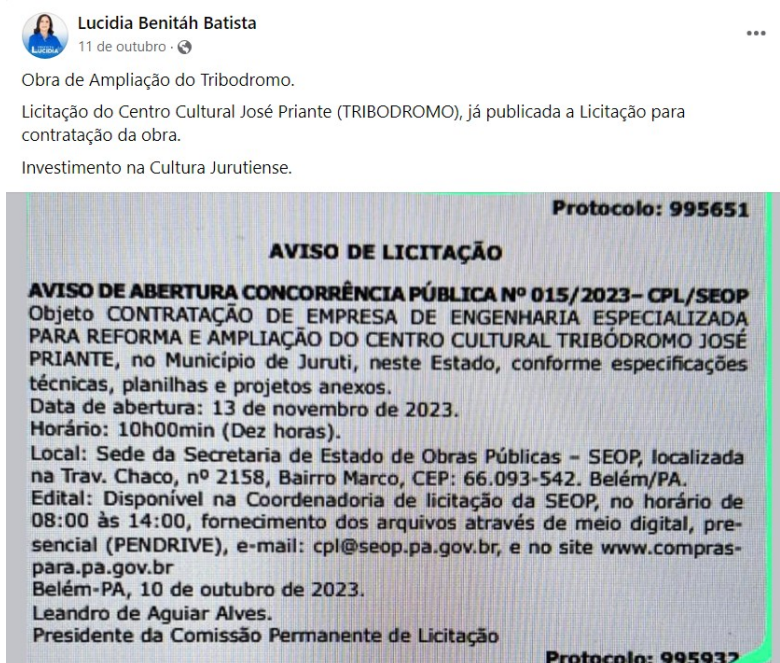 Lucidia Benitáh Batista
11 de outubro ·
Obra de Ampliação do Tribodromo.
Licitação do Centro Cultural José Priante (TRIBODROMO), já publicada a Licitação para
contratação da obra.
Investimento na Cultura Jurutiense.
Protocolo: 995651
AVISO DE LICITAÇÃO
AVISO DE ABERTURA CONCORRÊNCIA PÚBLICA Nº 015/2023– CPL/SEOP
Objeto CONTRATAÇÃO DE EMPRESA DE ENGENHARIA ESPECIALIZADA
PARA REFORMA E AMPLIAÇÃO DO CENTRO CULTURAL TRIBÓDROMO JOSÉ
PRIANTE, no Município de Juruti, neste Estado, conforme especificações
técnicas, planilhas e projetos anexos.
Data de abertura: 13 de novembro de 2023.
Horário: 10h00min (Dez horas).
Local: Sede da Secretaria de Estado de Obras Públicas – SEOP, localizada
na Trav. Chaco, nº 2158, Bairro Marco, CEP: 66.093-542. Belém/PA.
Edital: Disponível na Coordenadoria de licitação da SEOP, no horário de
08:00 às 14:00, fornecimento dos arquivos através de meio digital, pre-
sencial (PENDRIVE), e-mail: cpl@seop.pa.gov.br, e no site www.compras-
para.pa.gov.br
Belém-PA, 10 de outubro de 2023.
Leandro de Aguiar Alves.
Presidente da Comissão Permanente de Licitação
Protocolo: 995932